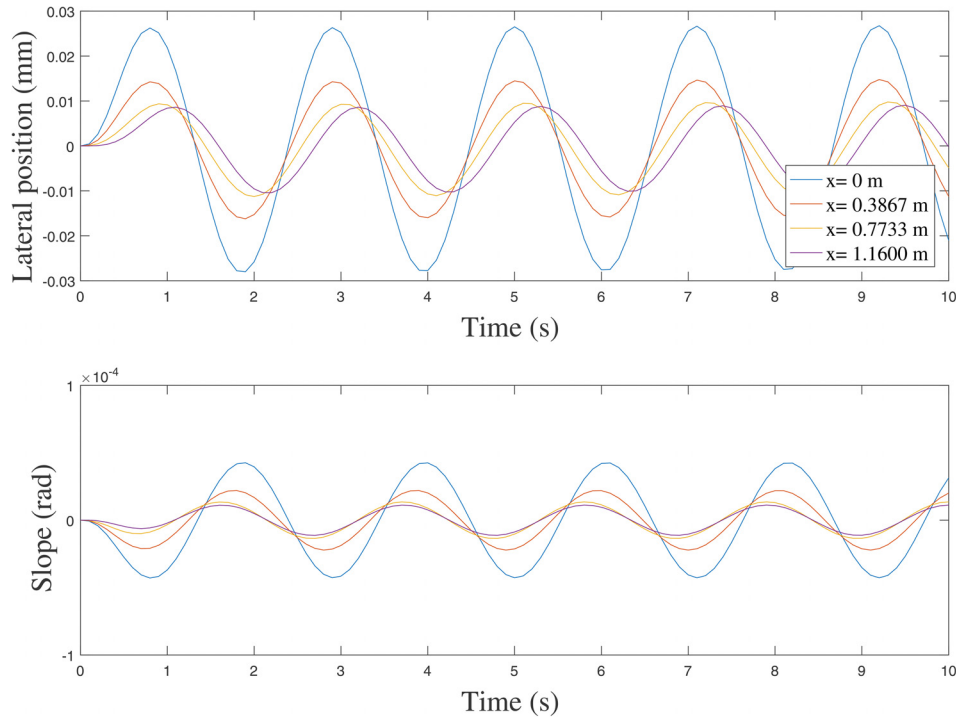 0.03
0.02
0.01
0
-0.01
-0.02
-0.03
Lateral position (mm)
x= 0 m
x= 0.3867 m
x= 0.7733 m
x= 1.1600 m
0 1 2 3 4 5 6 7 8 9 10
Time (s)
×10-4
1
0
-1
Slope (rad)
0 1 2 3 4 5 6 7 8 9 10
Time (s)